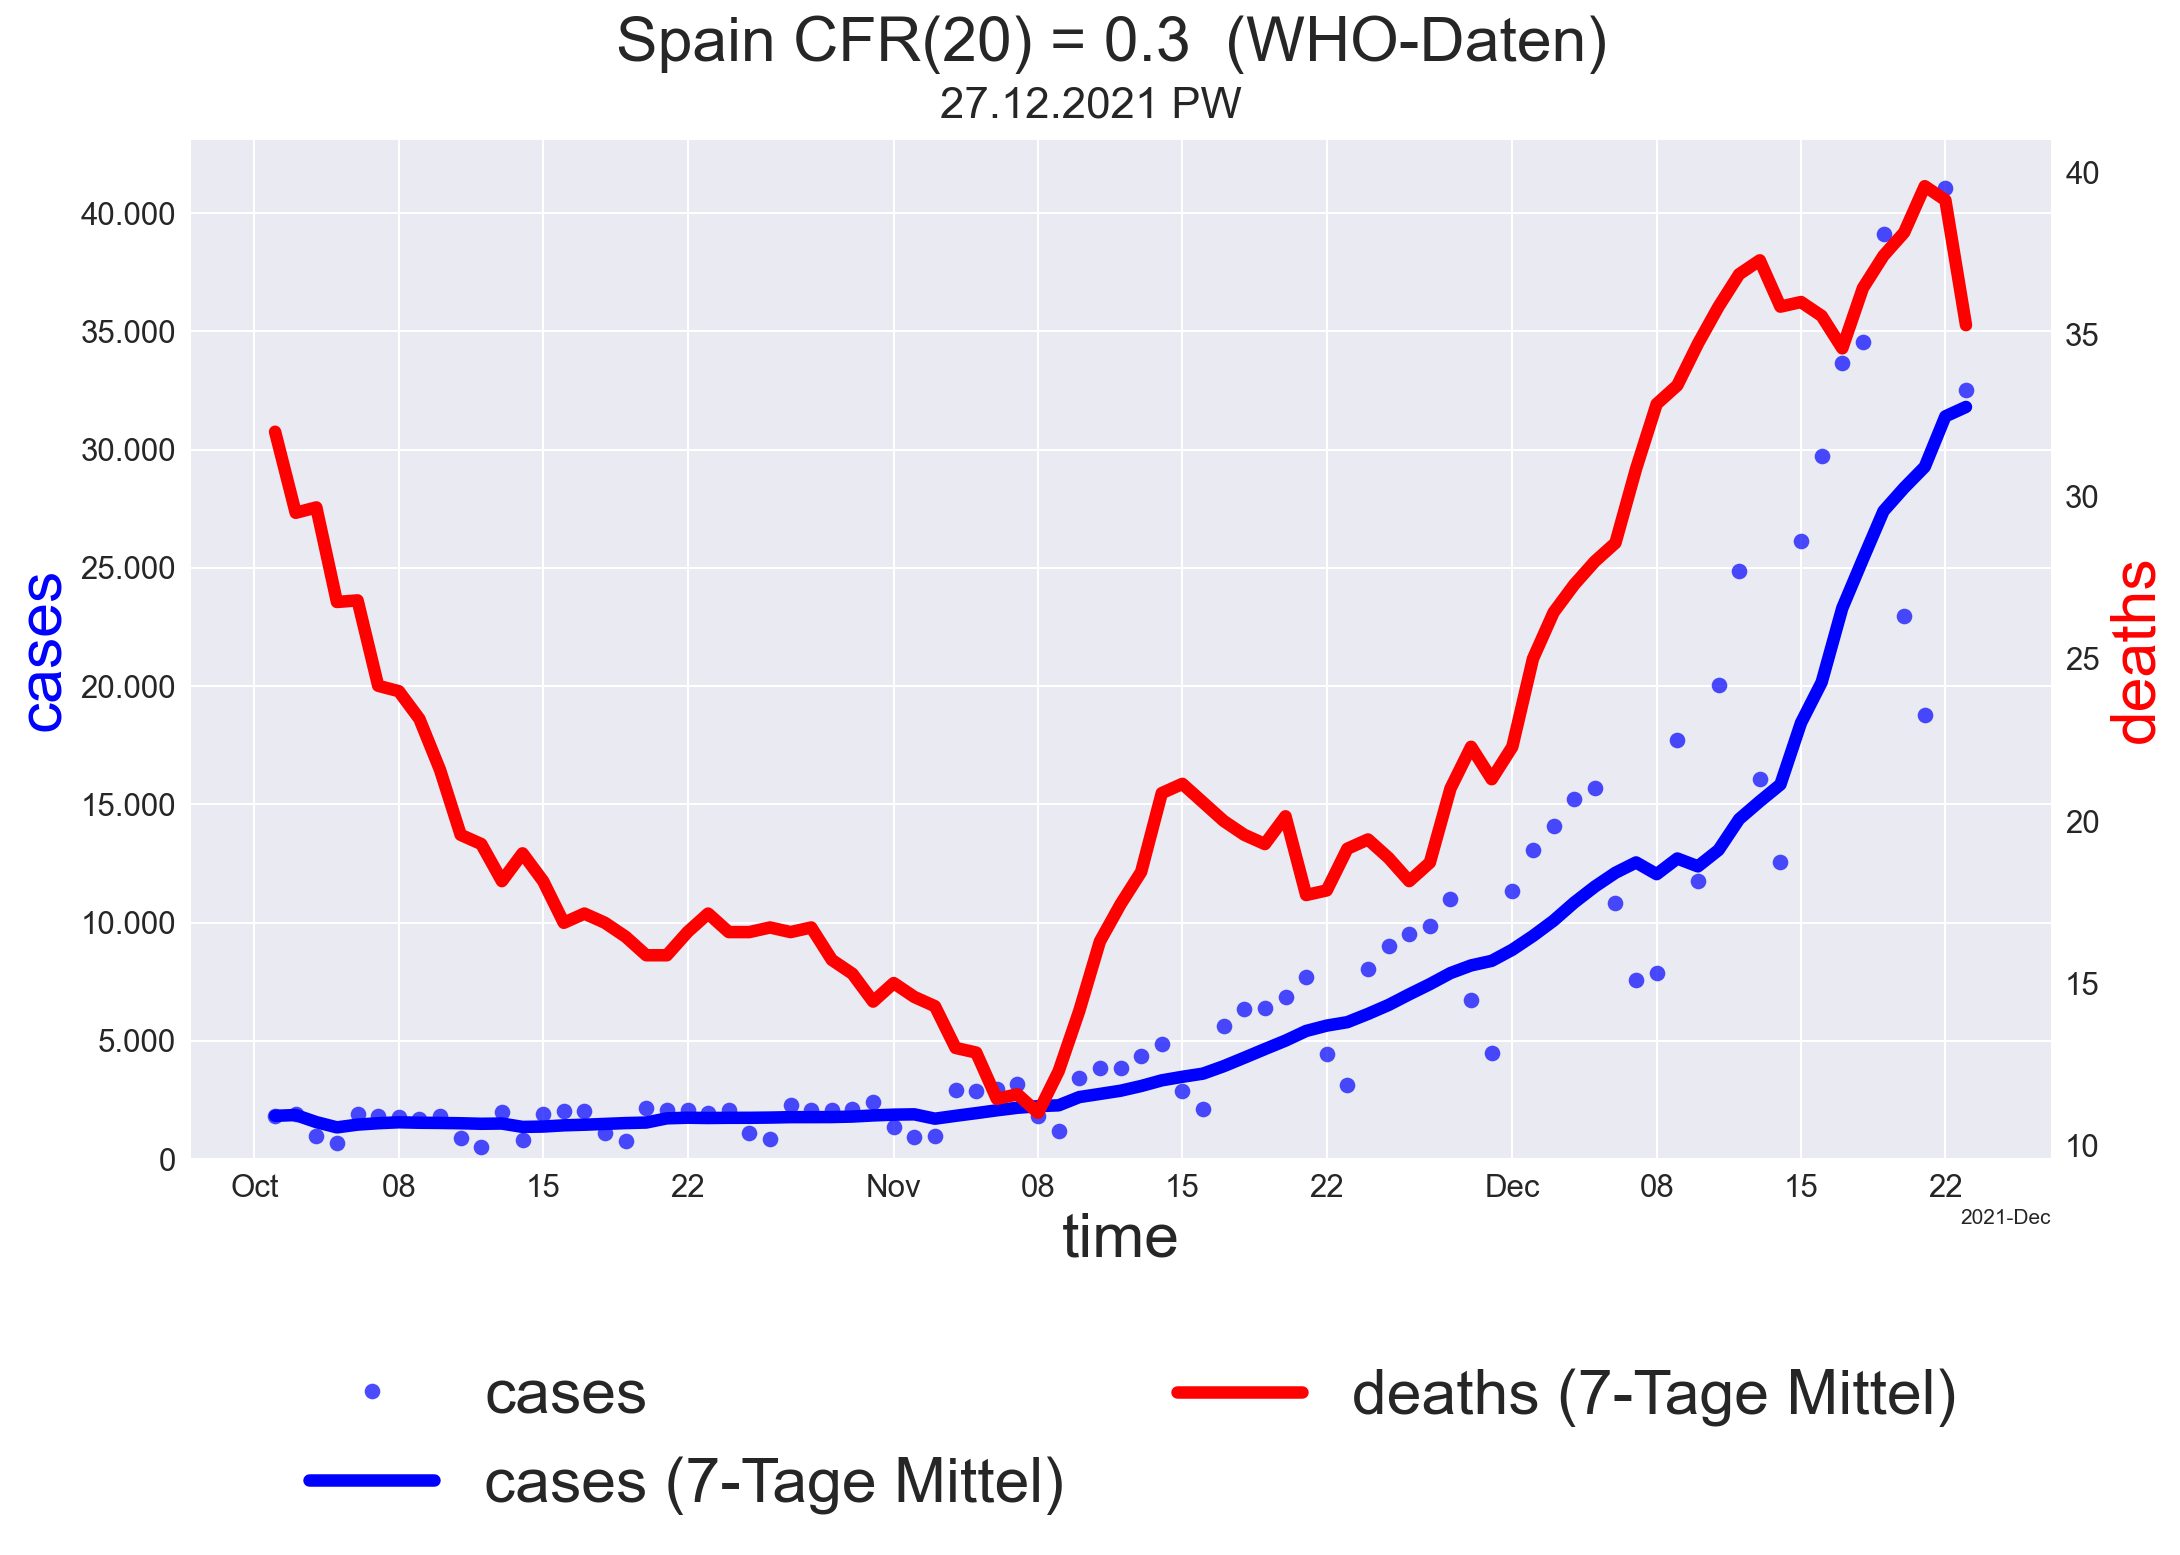 Spain CFR(20) = 0.3  (WHO-Daten)
27.12.2021 PW
cases
40.000
35.000
30.000
25.000
20.000
15.000
10.000
5.000
0
40
35
30
25
20
15
10
deaths
Oct 08 15 22 Nov 08 15 22 Dec 08 15 22
2021-Dec
time
cases
cases (7-Tage Mittel)
deaths (7-Tage Mittel)